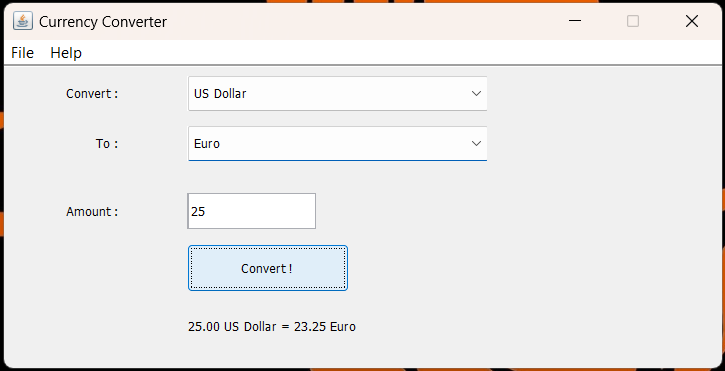 Currency Converter
File Help
Convert :
US Dollar
To :
Euro
Amount :
25
Convert !
25.00 US Dollar = 23.25 Euro